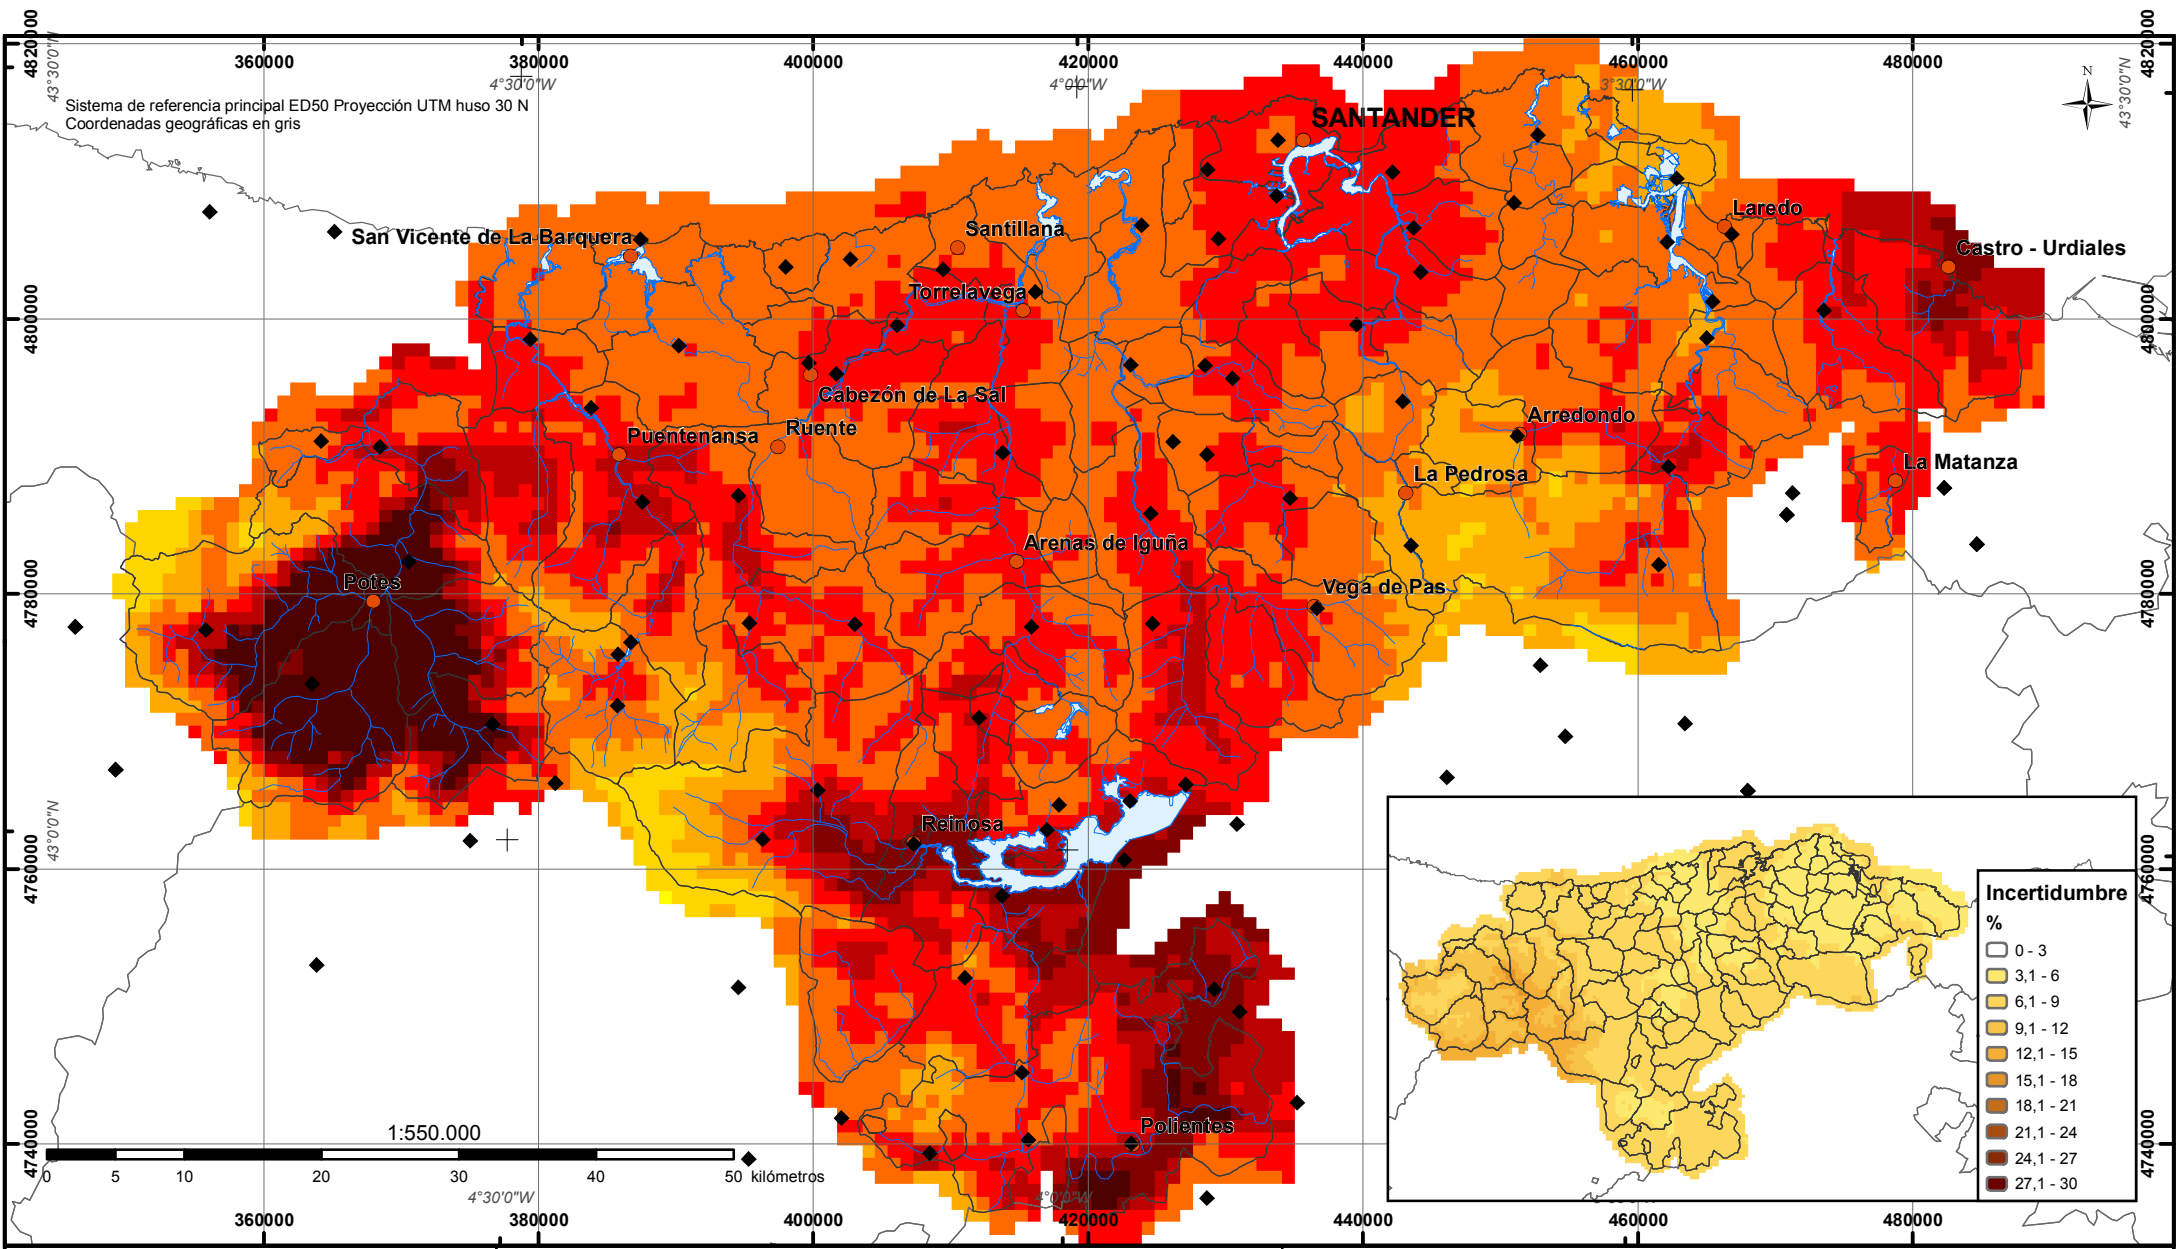 360000 380000 400000 420000 440000 460000 480000
4°30'0"W 4°0'0"W 3°30'0"W
4820000 43°30'0"N
4820000 43°30'0"N
Sistema de referencia principal ED50 Proyección UTM huso 30 N
Coordenadas geográficas en gris
N
SANTANDER
Laredo
San Vicente de La Barquera
Santillana
Castro - Urdiales
Torrelavega
4800000
4800000
Cabezón de La Sal
Arredondo
Puentenansa
Ruente
La Matanza
La Pedrosa
Arenas de Iguña
Potes
Vega de Pas
4780000
4780000
Reinosa
43°0'0"N
4760000
4760000
Incertidumbre
%
0 - 3
3,1 - 6
6,1 - 9
9,1 - 12
12,1 - 15
15,1 - 18
18,1 - 21
21,1 - 24
24,1 - 27
27,1 - 30
Polientes
4740000
4740000
1:550.000
0 5 10 20 30 40 50 kilómetros
4°30'0"W 4°0'0"W
360000 380000 400000 420000 440000 460000 480000